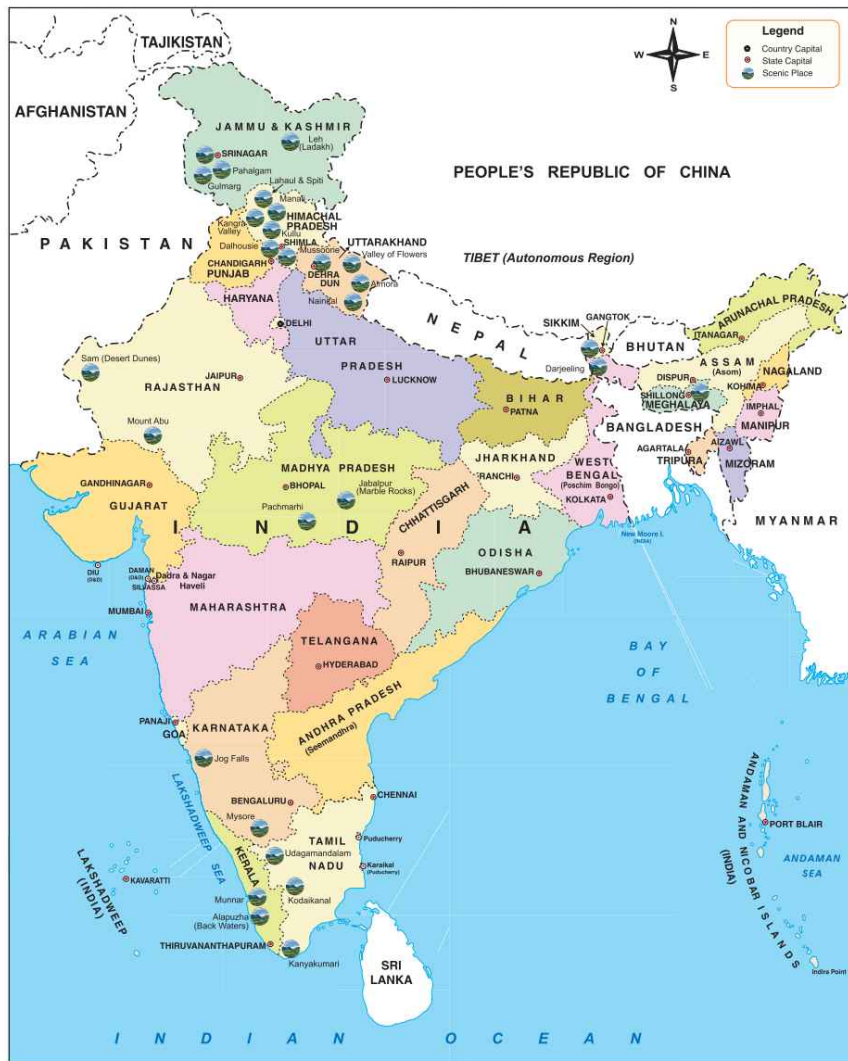 TAJIKISTAN
AFGHANISTAN
N
W E
S
Legend
Country Capital
State Capital
Scenic Place
JAMMU & KASHMIR
Leh
(Ladakh)
SRINAGAR
Pahalgam
Gulmarg
PEOPLE'S REPUBLIC OF CHINA
Lahaul & Spiti
Manali
HIMACHAL
PRADESH
Kangra
Valley
Kullu
PAKISTAN
Dalhousie
SHIMLA
Mussoorie
UTTARAKHAND
Valley of Flowers
CHANDIGARH
PUNJAB
DEHRA
DUN
Almora
TIBET (Autonomous Region)
HARYANA
Nainital
DELHI
NEPAL
SIKKIM
GANGTOK
BHUTAN
ARUNACHAL PRADESH
ITANAGAR
UTTAR
PRADESH
LUCKNOW
Sam (Desert Dunes)
RAJASTHAN
JAIPUR
Darjeeling
ASSAM
(Asom)
DISPUR
NAGALAND
KOHIMA
SHILLONG
MEGHALAYA
IMPHAL
MANIPUR
BIHAR
PATNA
Mount Abu
BANGLADESH
AGARTALA
TRIPURA
AIZAWL
MIZORAM
JHARKHAND
RANCHI
WEST
BENGAL
(Poschim Bongo)
KOLKATA
MADHYA PRADESH
BHOPAL
Jabalpur
(Marble Rocks)
Pachmarhi
GANDHINAGAR
GUJARAT
CHHATTISGARH
INDIA
MYANMAR
New Moore I.
(INDIA)
RAIPUR
ODISHA
BHUBANESWAR
DIU
(D&D)
DAMAN
(D&D)
SILVASSA
Dadra & Nagar
Haveli
MAHARASHTRA
MUMBAI
ARABIAN
SEA
TELANGANA
HYDERABAD
BAY
OF
BENGAL
ANDHRA PRADESH
(Seemandhra)
PANAJI
GOA
KARNATAKA
Jog Falls
LAKSHADWEEP SEA
BENGALURU
CHENNAI
Mysore
TAMIL
NADU
Puducherry
Udagamandalam
Karaikal
(Puducherry)
KERALA
Kodaikanal
LAKSHADWEEP
(INDIA)
KAVARATTI
Munnar
Alapuzha
(Back Waters)
THIRUVANANTHAPURAM
Kanyakumari
SRI
LANKA
ANDAMAN AND NICOBAR ISLANDS
(INDIA)
PORT BLAIR
ANDAMAN
SEA
Indira Point
INDIAN OCEAN